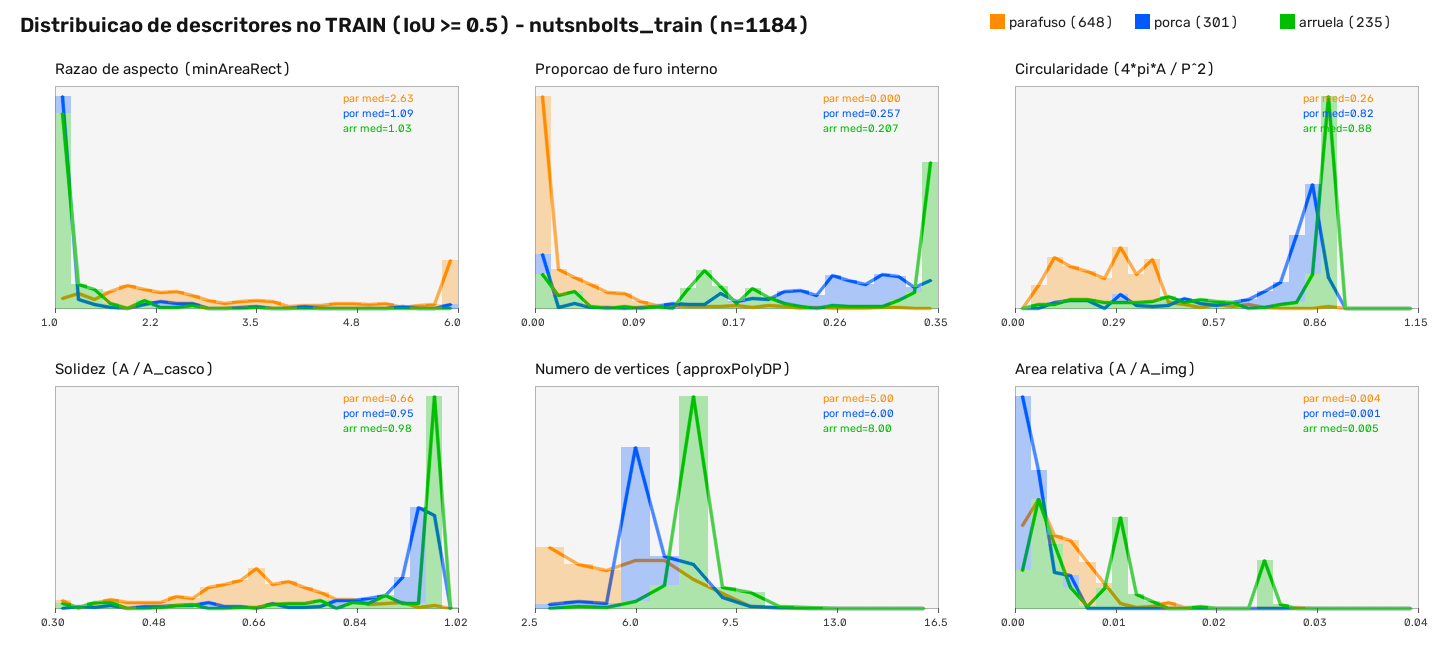 Distribuicao de descritores no TRAIN (IoU >= 0.5) - nutsnbolts_train (n=1184)
parafuso (648) porca (301) arruela (235)
Razao de aspecto (minAreaRect)
par med=2.63
por med=1.09
arr med=1.03
1.0 2.2 3.5 4.8 6.0
Proporcao de furo interno
par med=0.000
por med=0.257
arr med=0.207
0.00 0.09 0.17 0.26 0.35
Circularidade (4*pi*A / P^2)
par med=0.26
por med=0.82
arr med=0.88
0.00 0.29 0.57 0.86 1.15
Solidez (A / A_casco)
par med=0.66
por med=0.95
arr med=0.98
0.30 0.48 0.66 0.84 1.02
Numero de vertices (approxPolyDP)
par med=5.00
por med=6.00
arr med=8.00
2.5 6.0 9.5 13.0 16.5
Area relativa (A / A_img)
par med=0.004
por med=0.001
arr med=0.005
0.00 0.01 0.02 0.03 0.04